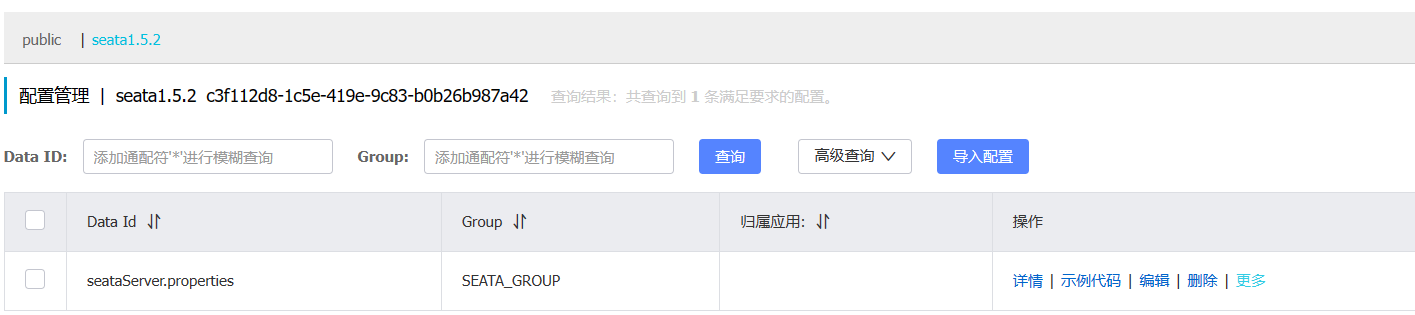 public | seata1.5.2
配置管理 | seata1.5.2 c3f112d8-1c5e-419e-9c83-b0b26b987a42 查询结果：共查询到 1 条满足要求的配置。
Data ID: 添加通配符'*'进行模糊查询 Group: 添加通配符'*'进行模糊查询 查询 高级查询 导入配置
Data Id Group 归属应用: 操作
seataServer.properties SEATA_GROUP 详情 | 示例代码 | 编辑 | 删除 | 更多